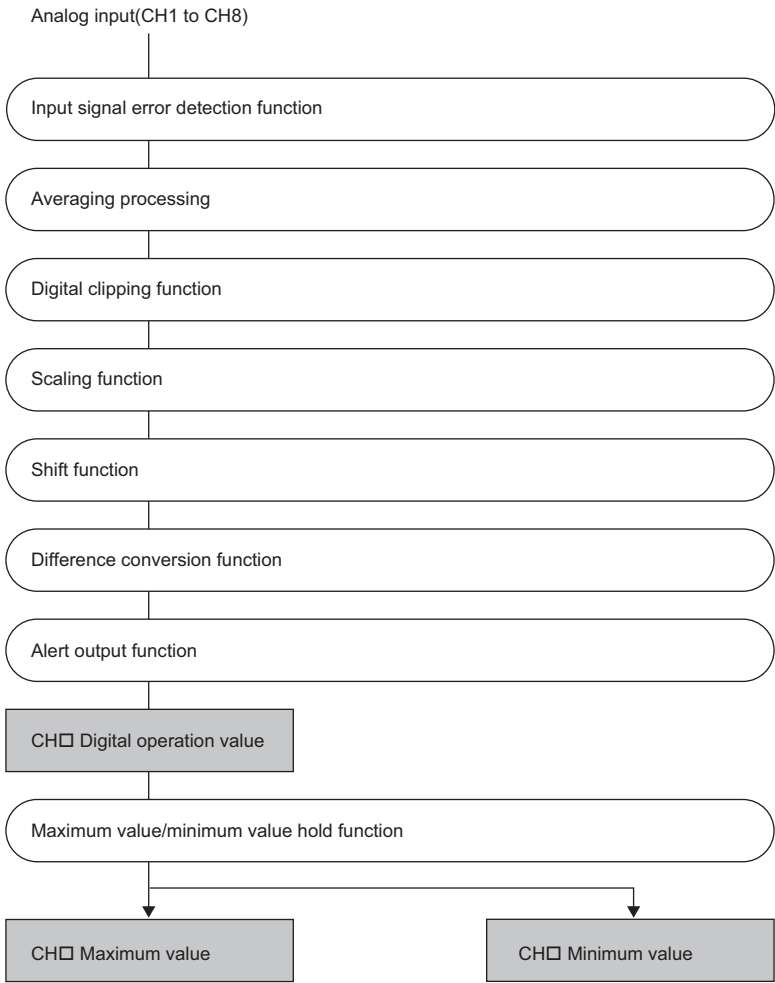 Analog input(CH1 to CH8)
Input signal error detection function
Averaging processing
Digital clipping function
Scaling function
Shift function
Difference conversion function
Alert output function
CH□ Digital operation value
Maximum value/minimum value hold function
CH□ Maximum value
CH□ Minimum value